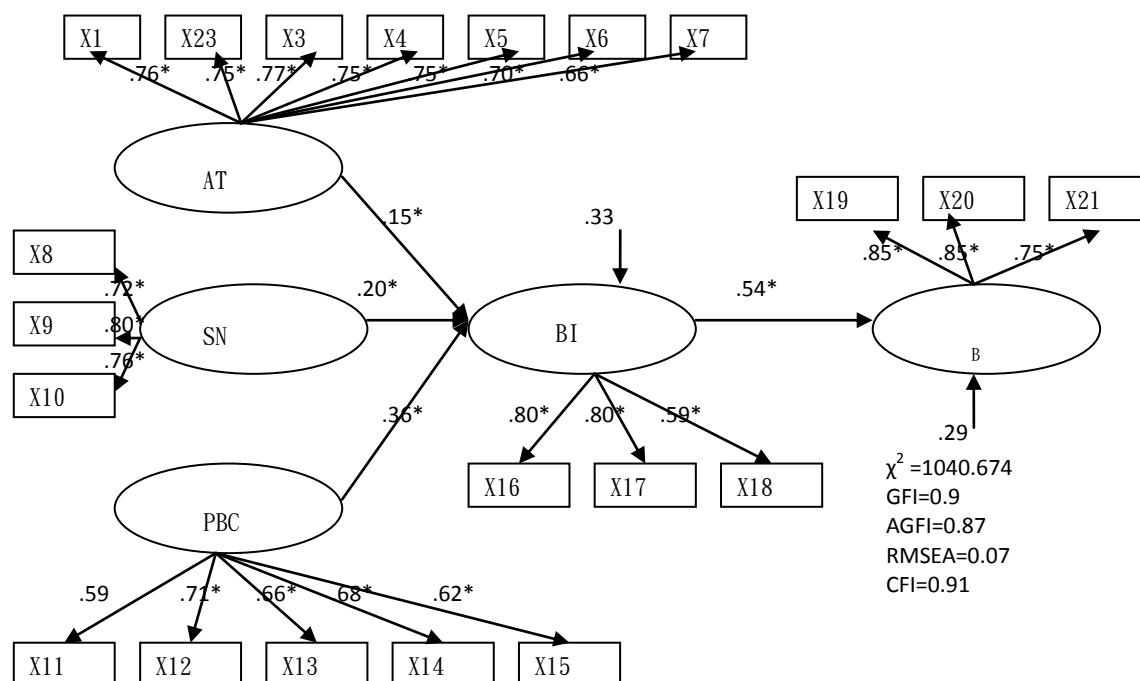 X1 X23 X3 X4 X5 X6 X7
.76* .75* .77* .75* .75* .70* .66*
AT
X19 X20 X21
.15* .33
.85* .85* .75*
X8
.72* .20* .54*
X9 .80* SN BI B
.76*
X10
.36* .80* .80* .59*
.29
X16 X17 X18
χ² =1040.674
GFI=0.9
PBC
AGFI=0.87
RMSEA=0.07
CFI=0.91
.59 .71* .66* .68* .62*
X11 X12 X13 X14 X15